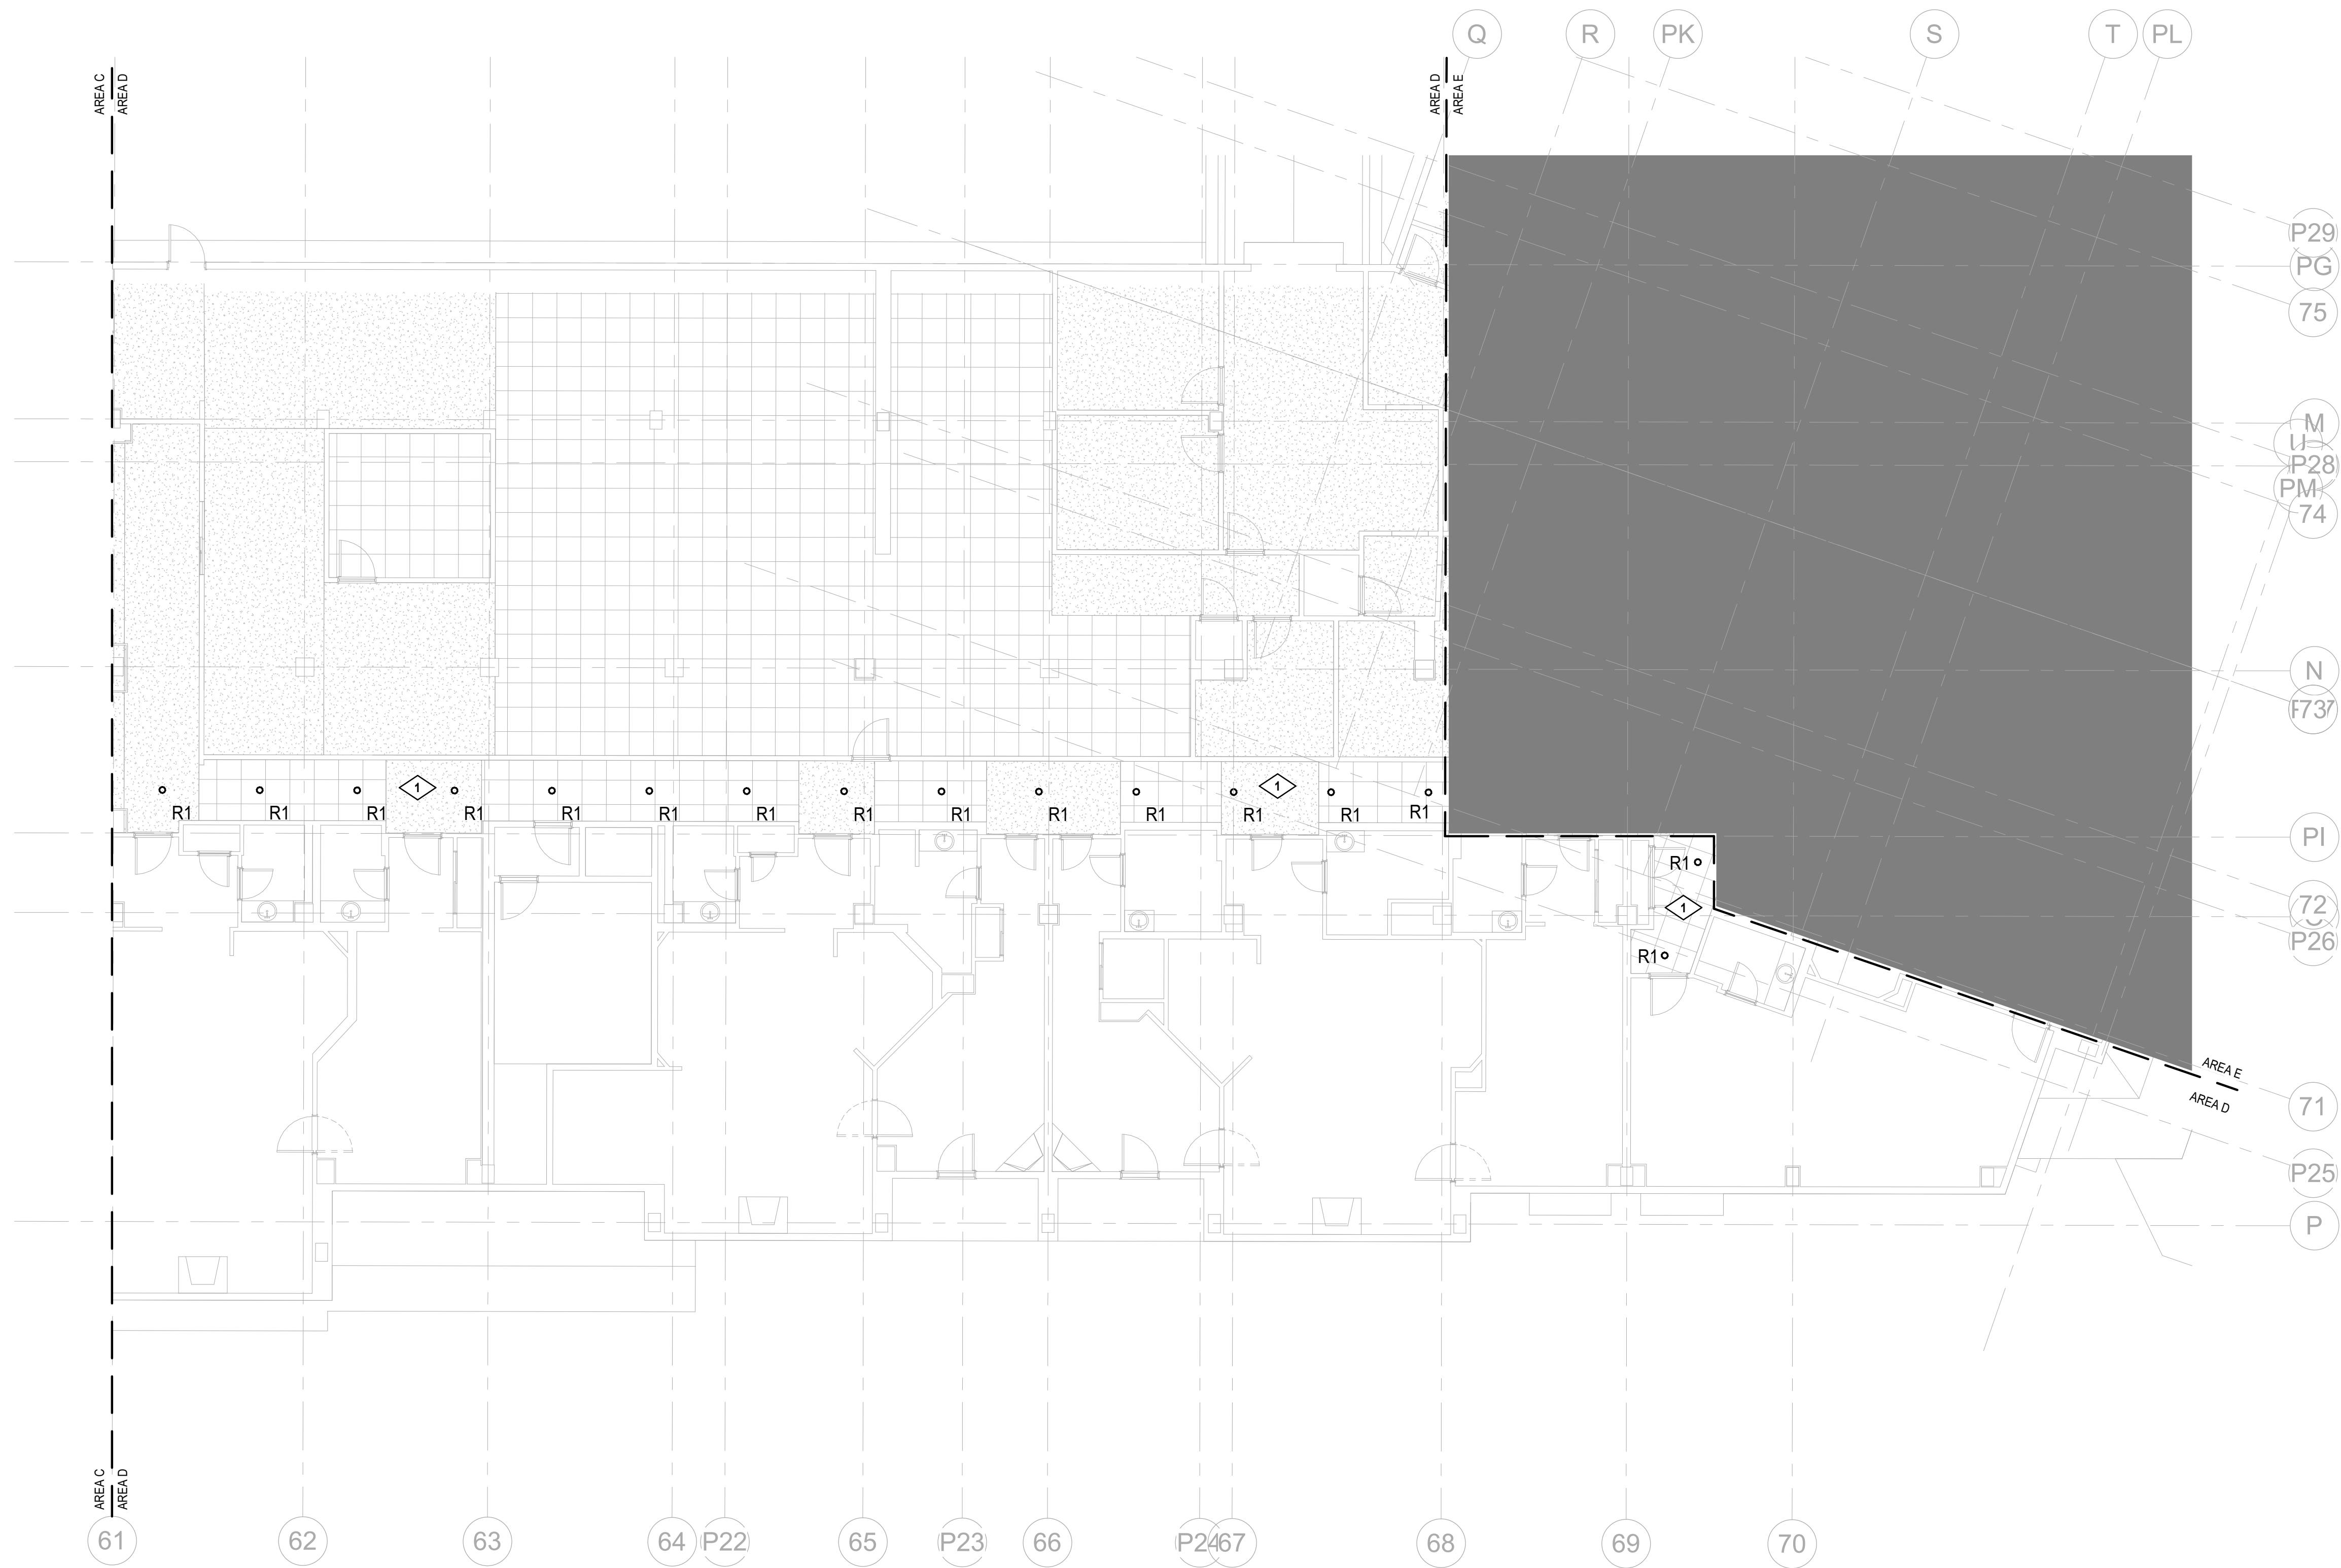 Q R PK S T PL
AREA C
AREA D
AREA D
AREA E
P29
PG
75
M
U
P28
PM
74
N
73
R1 R1 R1 1 R1 R1 R1 R1 R1 R1 R1 R1 R1 1 R1 R1
PI
R1
1
72
P26
R1
AREA E
AREA D
71
P25
P
AREA C
AREA D
61 62 63 64 P22 65 P23 66 P24 67 68 69 70